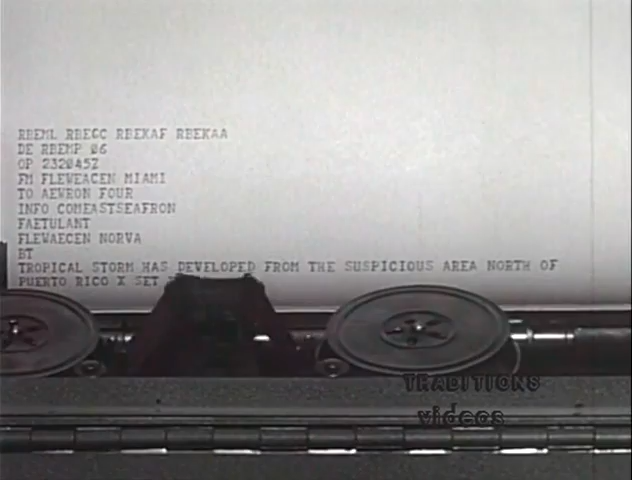 RBEML RBEGC RBEKAF RBEKAA
DE RBEMP 06
OP 232045Z
FM FLEWEACEN MIAMI
TO AEWRON FOUR
INFO COMEASTSEAFRON
FAETULANT
FLEWAECEN NORVA
BT
TROPICAL STORM HAS DEVELOPED FROM THE SUSPICIOUS AREA NORTH OF
PUERTO RICO X SET
TRADITIONS
videos